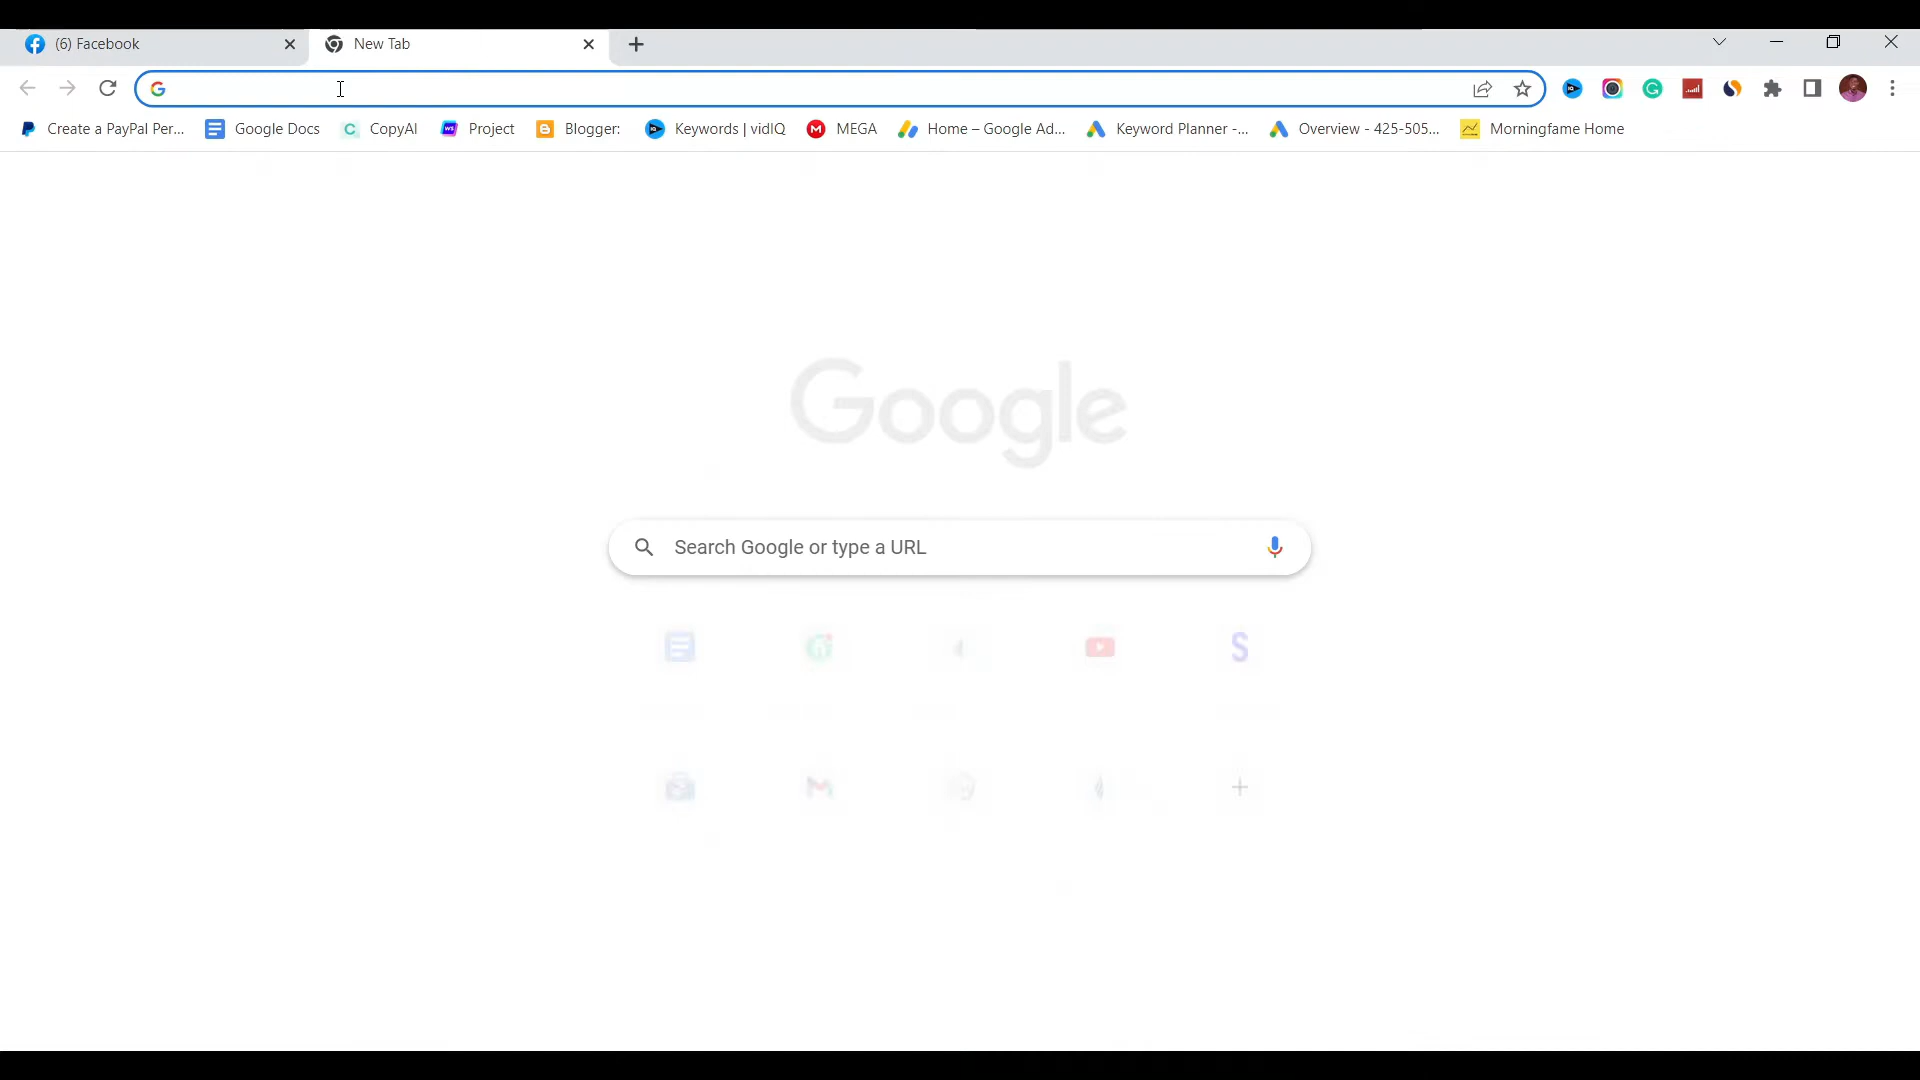 (6) Facebook
New Tab
Create a PayPal Per...
Google Docs
CopyAI
Project
Blogger:
Keywords | vidIQ
MEGA
Home – Google Ad...
Keyword Planner -...
Overview - 425-505...
Morningfame Home
Google
Search Google or type a URL